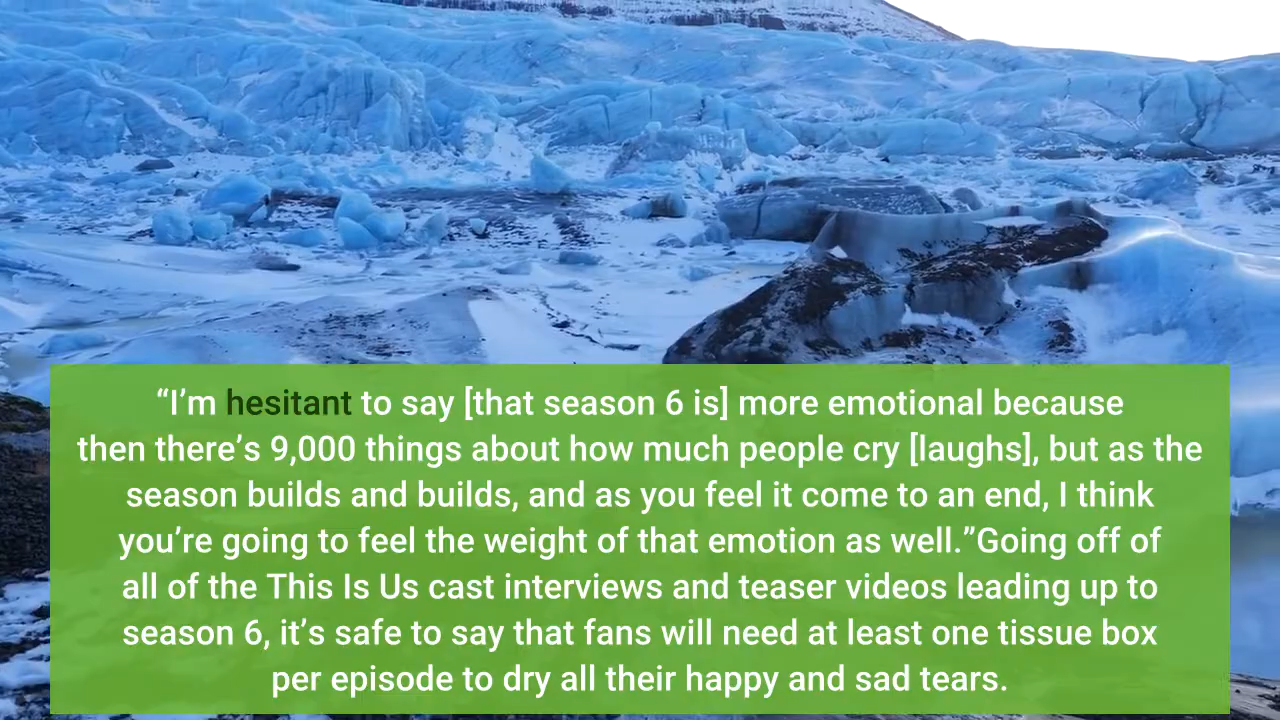 “I’m hesitant to say [that season 6 is] more emotional because
then there’s 9,000 things about how much people cry [laughs], but as the
season builds and builds, and as you feel it come to an end, I think
you’re going to feel the weight of that emotion as well.”Going off of
all of the This Is Us cast interviews and teaser videos leading up to
season 6, it’s safe to say that fans will need at least one tissue box
per episode to dry all their happy and sad tears.